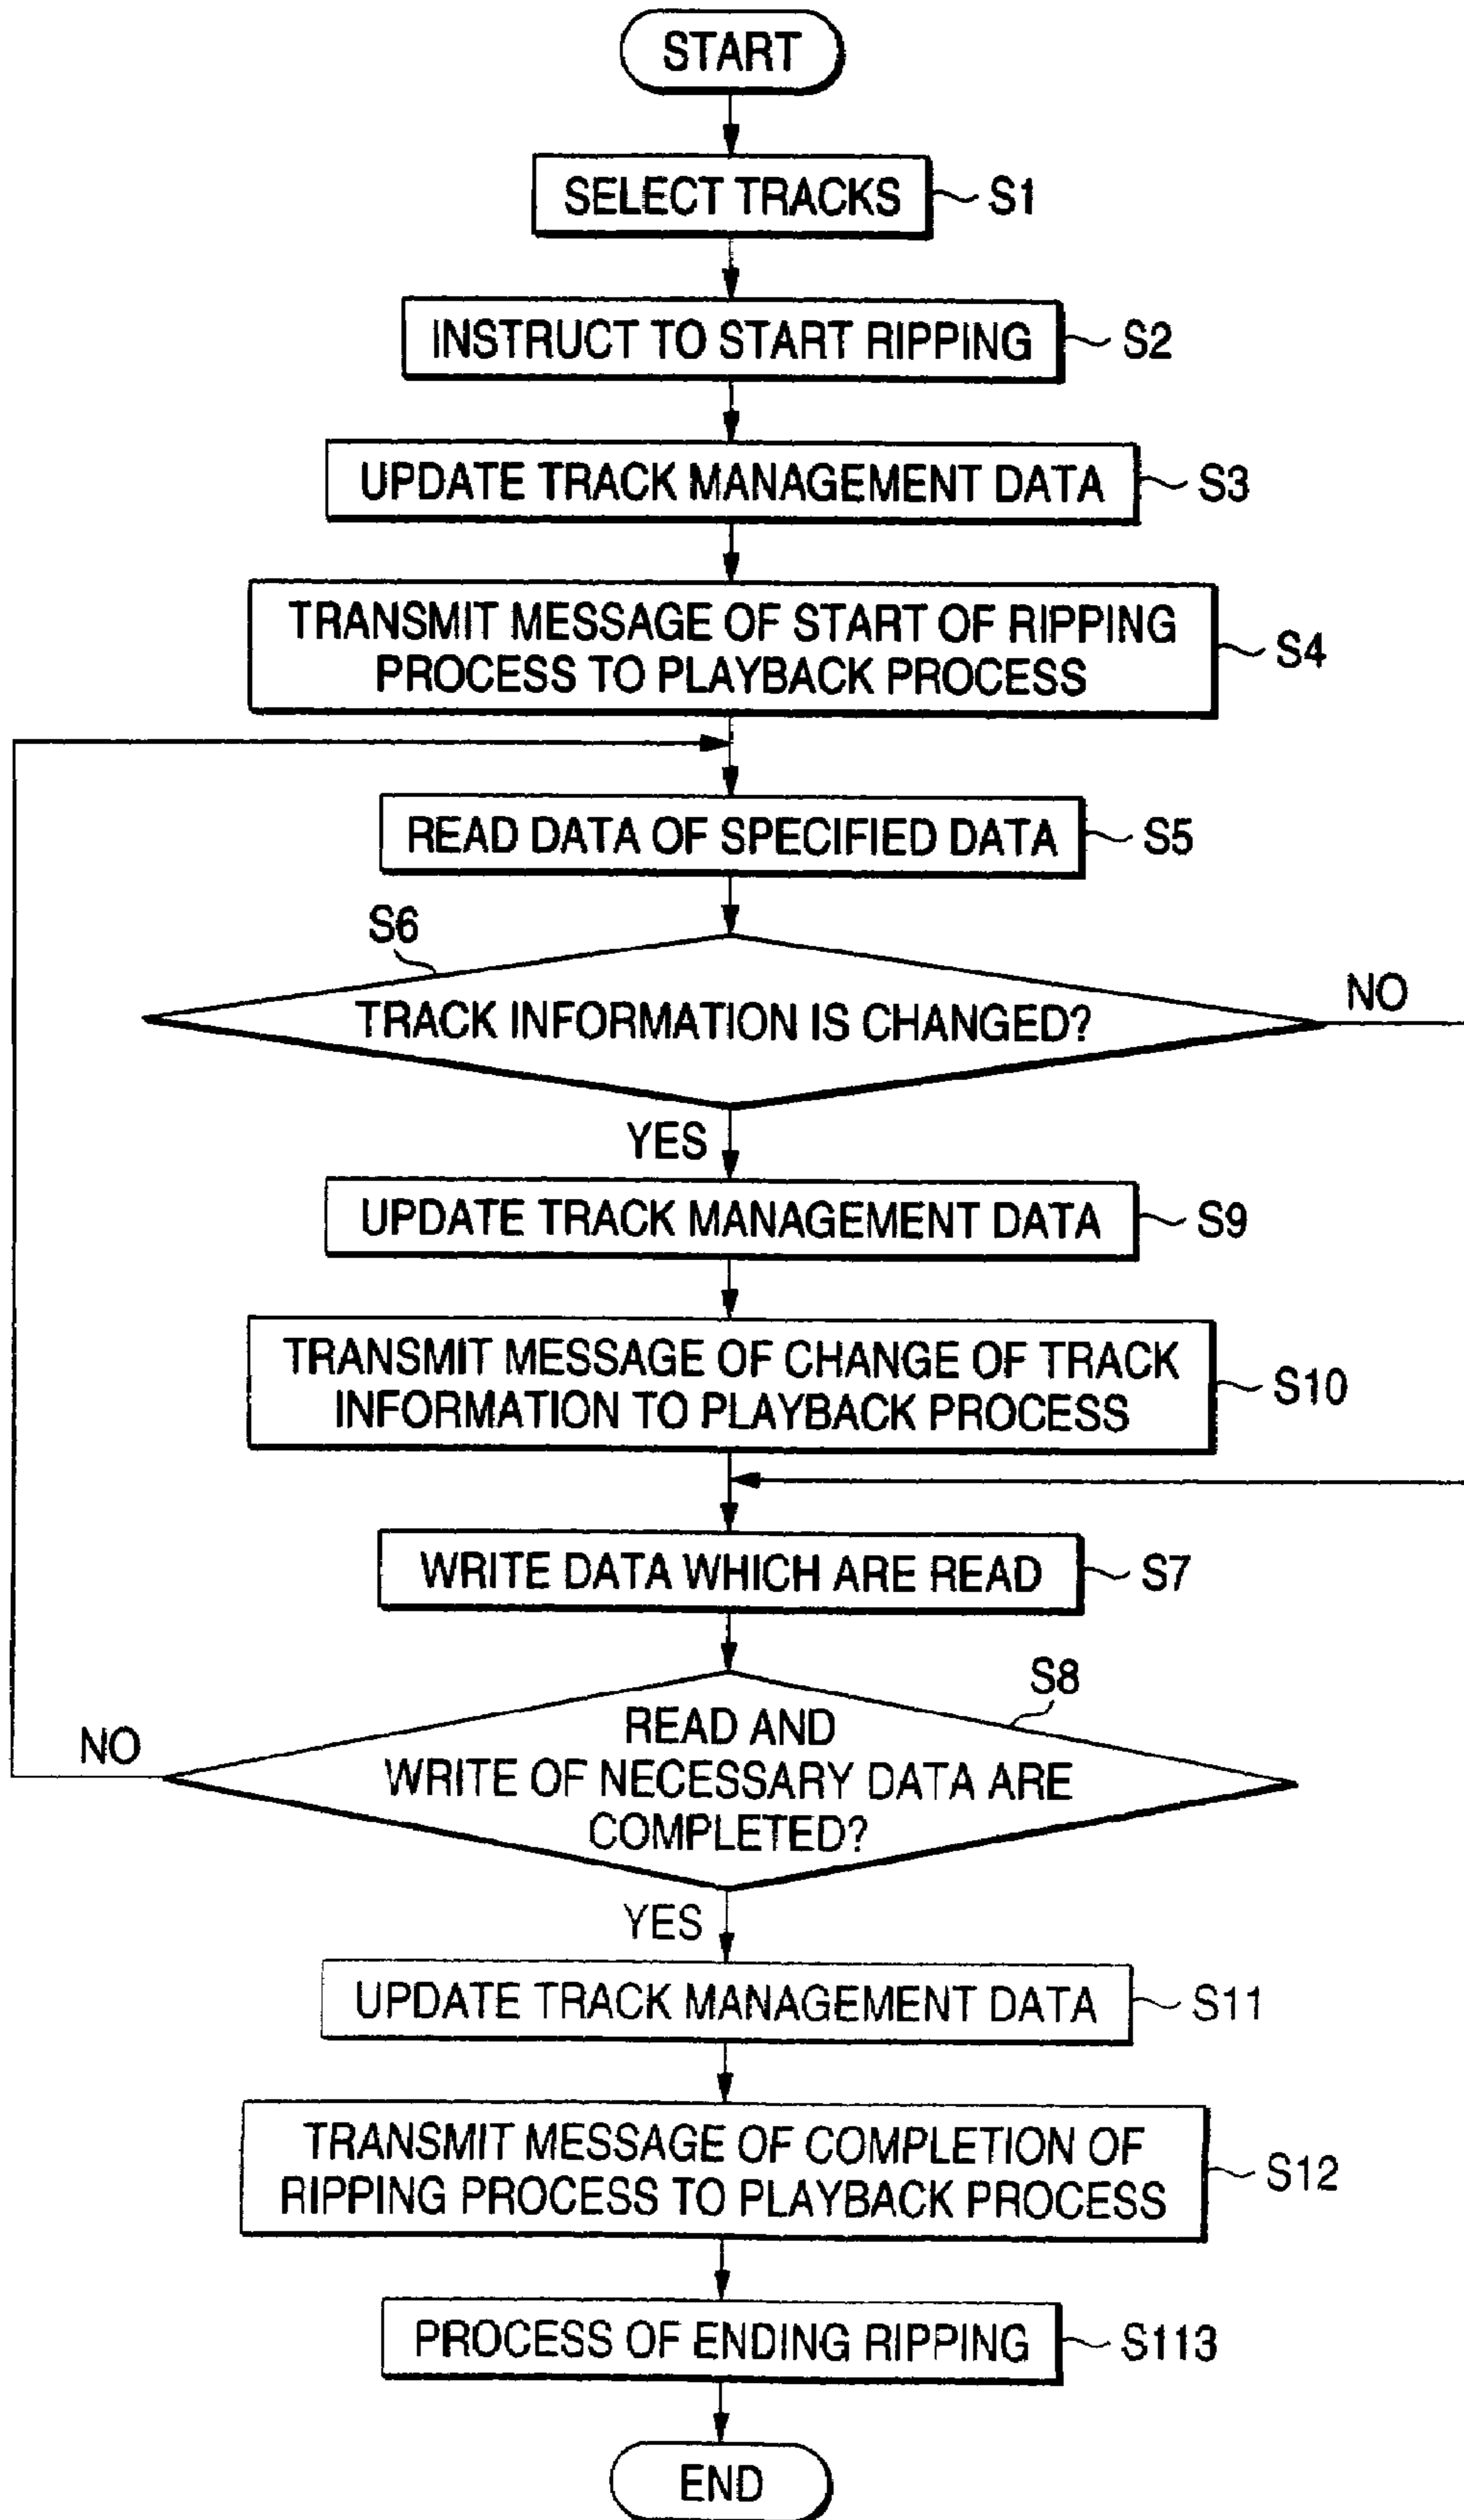 START
SELECT TRACKS
S1
INSTRUCT TO START RIPPING
S2
UPDATE TRACK MANAGEMENT DATA
S3
TRANSMIT MESSAGE OF START OF RIPPING
PROCESS TO PLAYBACK PROCESS
S4
READ DATA OF SPECIFIED DATA
S5
S6
TRACK INFORMATION IS CHANGED?
NO
YES
UPDATE TRACK MANAGEMENT DATA
S9
TRANSMIT MESSAGE OF CHANGE OF TRACK
INFORMATION TO PLAYBACK PROCESS
S10
WRITE DATA WHICH ARE READ
S7
S8
READ AND
WRITE OF NECESSARY DATA ARE
COMPLETED?
NO
YES
UPDATE TRACK MANAGEMENT DATA
S11
TRANSMIT MESSAGE OF COMPLETION OF
RIPPING PROCESS TO PLAYBACK PROCESS
S12
PROCESS OF ENDING RIPPING
S113
END